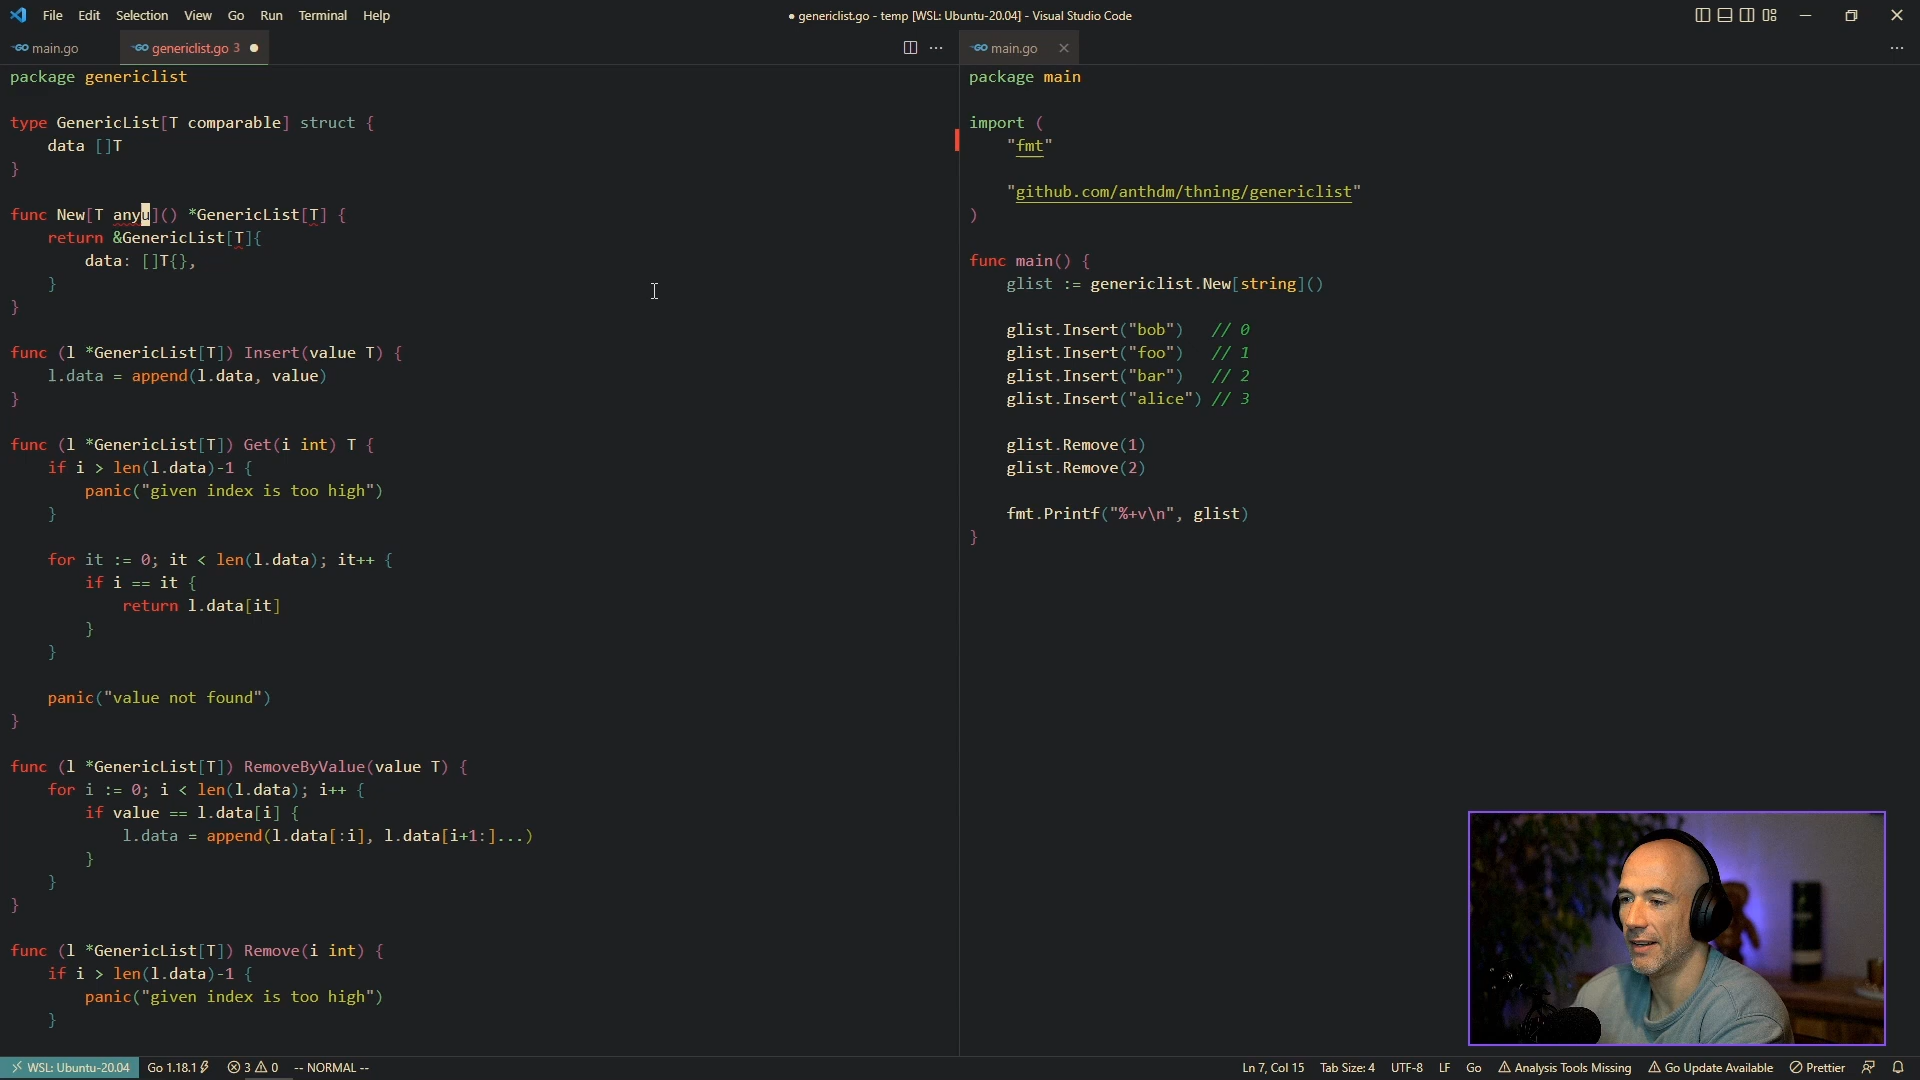 File Edit Selection View Go Run Terminal Help
● genericlist.go - temp [WSL: Ubuntu-20.04] - Visual Studio Code
GO main.go
GO genericlist.go 3 ●
package genericlist
type GenericList[T comparable] struct {
data []T
}
func New[T anyu]() *GenericList[T] {
return &GenericList[T]{
data: []T{},
}
}
func (l *GenericList[T]) Insert(value T) {
l.data = append(l.data, value)
}
func (l *GenericList[T]) Get(i int) T {
if i > len(l.data)-1 {
panic("given index is too high")
}
for it := 0; it < len(l.data); it++ {
if i == it {
return l.data[it]
}
}
panic("value not found")
}
func (l *GenericList[T]) RemoveByValue(value T) {
for i := 0; i < len(l.data); i++ {
if value == l.data[i] {
l.data = append(l.data[:i], l.data[i+1:]...)
}
}
}
func (l *GenericList[T]) Remove(i int) {
if i > len(l.data)-1 {
panic("given index is too high")
}
GO main.go
package main
import (
"fmt"
"github.com/anthdm/thning/genericlist"
)
func main() {
glist := genericlist.New[string]()
glist.Insert("bob") // 0
glist.Insert("foo") // 1
glist.Insert("bar") // 2
glist.Insert("alice") // 3
glist.Remove(1)
glist.Remove(2)
fmt.Printf("%+v\n", glist)
}
WSL: Ubuntu-20.04 Go 1.18.1 3 0 -- NORMAL --
Ln 7, Col 15 Tab Size: 4 UTF-8 LF Go Analysis Tools Missing Go Update Available Prettier